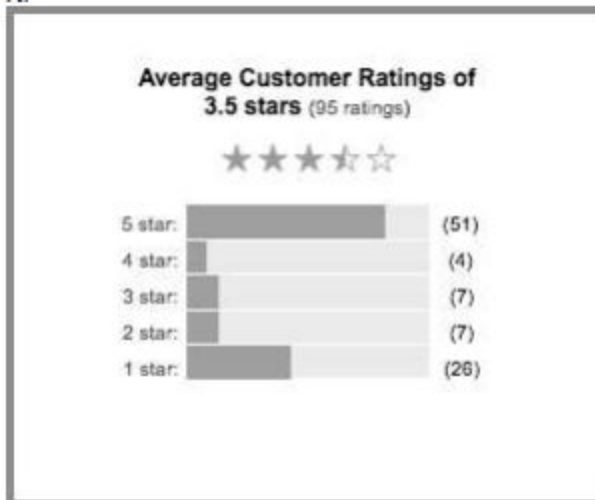 Average Customer Ratings of
3.5 stars (95 ratings)
5 star: (51)
4 star: (4)
3 star: (7)
2 star: (7)
1 star: (26)